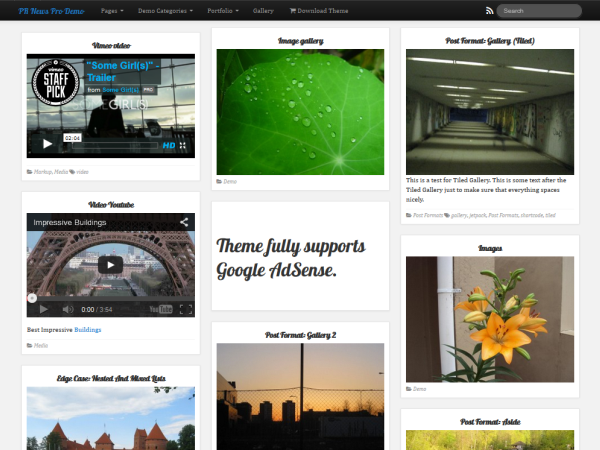 PB News Pro Demo
Pages
Demo Categories
Portfolio
Gallery
Download Theme
Search
Vimeo video
vimeo
STAFF
PICK
"Some Girl(s)" -
Trailer
from Some Girl(s) PRO
GIRL(S)
02:04
HD
Markup, Media video
Video Youtube
Impressive Buildings
0:00 / 3:54
YouTube
Best Impressive Buildings
Media
Edge Case: Nested And Mixed Lists
Image gallery
Demo
Theme fully supports
Google AdSense.
Post Format: Gallery 2
Post Format: Gallery (Tiled)
This is a test for Tiled Gallery. This is some text after the
Tiled Gallery just to make sure that everything spaces
nicely.
Post Formats gallery, jetpack, Post Formats, shortcode, tiled
Images
Demo
Post Format: Aside